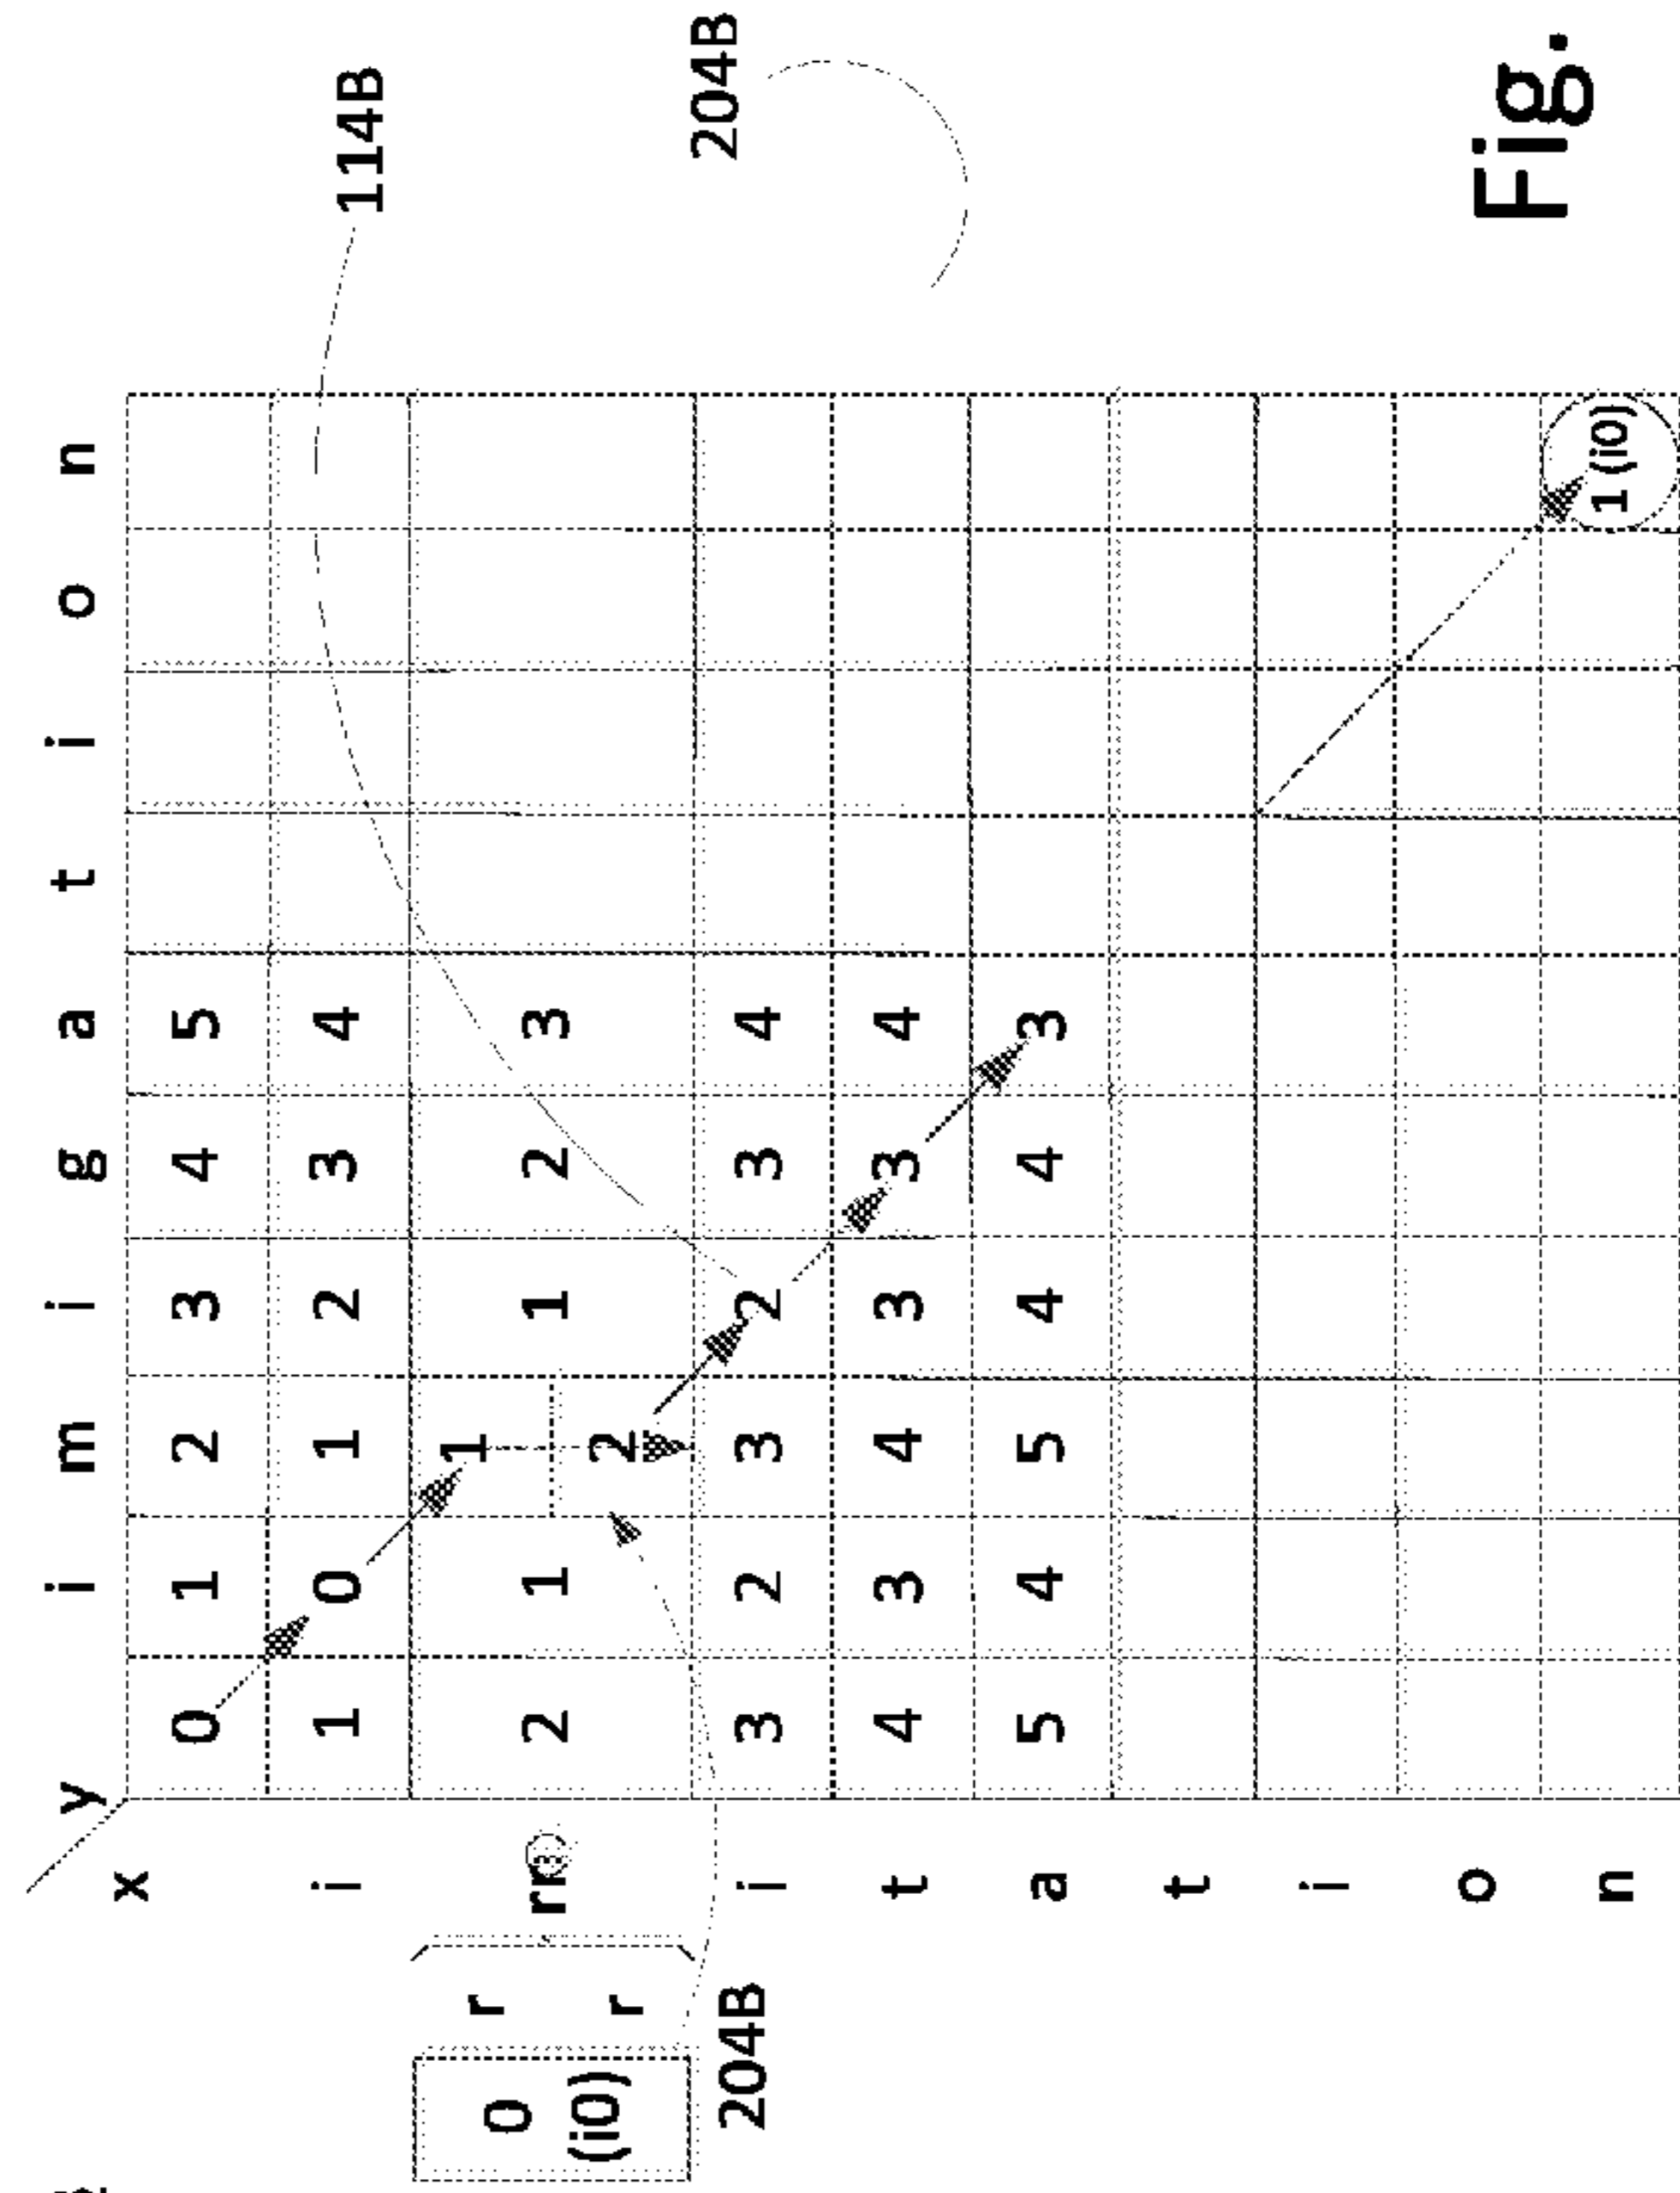 y i m i g a t i o n
x
0 1 2 3 4 5
i 1 0 1 2 3 4 114B
r 1
0 2 1 1 2 3
(i0) r 2
204B i 3 2 3 2 3 4 204B
t 4 3 4 3 3 4
a 5 4 5 4 4 3
t
i
o
n 1 (i0)
Fig.